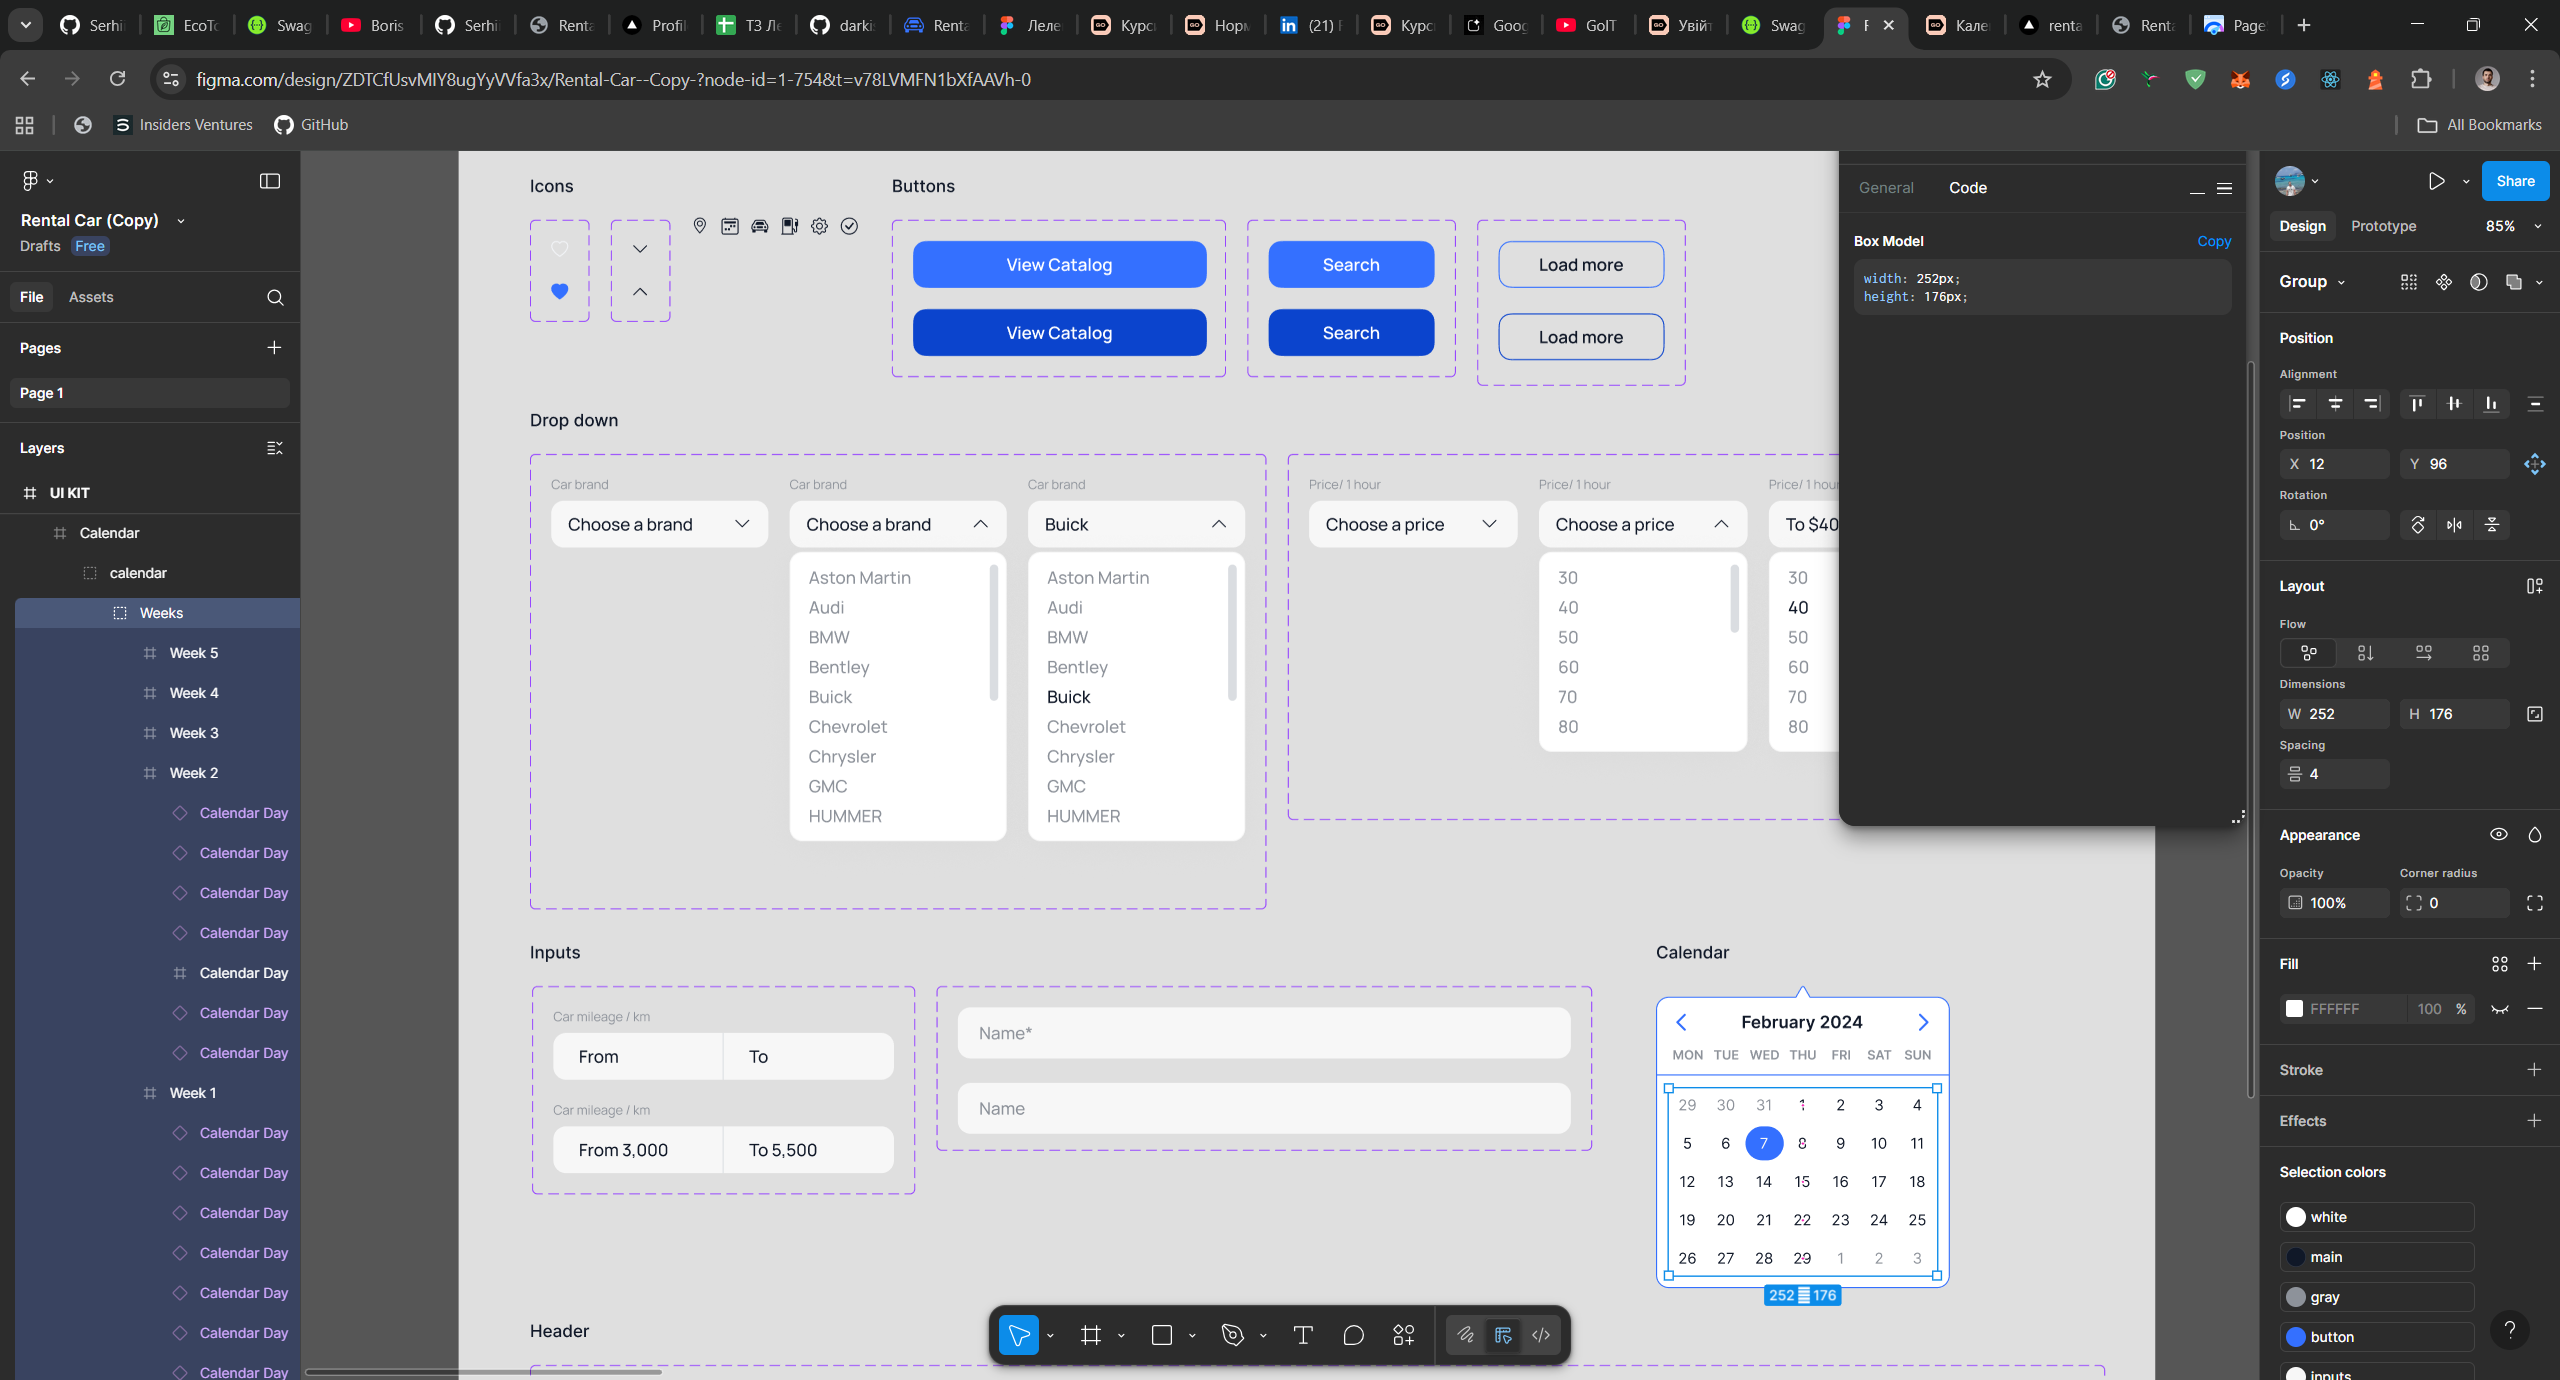 Serhi
EcoTo
Swag
Boris
Serhi
Renta
Profil
ТЗ Ле
darki
Renta
Леле
Курс
Норм
(21) F
Курс
Goog
GoIT
Увійт
Swag
F
Кале
renta
Renta
Page
figma.com/design/ZDTCfUsvMIY8ugYyVVfa3x/Rental-Car--Copy-?node-id=1-754&t=v78LVMFN1bXfAAVh-0
Insiders Ventures
GitHub
All Bookmarks
Rental Car (Copy)
Drafts
Free
File
Assets
Pages
Page 1
Layers
UI KIT
Calendar
calendar
Weeks
Week 5
Week 4
Week 3
Week 2
Calendar Day
Calendar Day
Calendar Day
Calendar Day
Calendar Day
Calendar Day
Calendar Day
Week 1
Calendar Day
Calendar Day
Calendar Day
Calendar Day
Calendar Day
Calendar Day
Calendar Day
Icons
Buttons
View Catalog
Search
Load more
View Catalog
Search
Load more
Drop down
Car brand
Choose a brand
Car brand
Choose a brand
Aston Martin
Audi
BMW
Bentley
Buick
Chevrolet
Chrysler
GMC
HUMMER
Car brand
Buick
Aston Martin
Audi
BMW
Bentley
Buick
Chevrolet
Chrysler
GMC
HUMMER
Price/ 1 hour
Choose a price
Price/ 1 hour
Choose a price
30
40
50
60
70
80
Price/ 1 hour
To $40
30
40
50
60
70
80
General
Code
Box Model
Copy
width: 252px;
height: 176px;
Inputs
Car mileage / km
From
To
Car mileage / km
From 3,000
To 5,500
Name*
Name
Calendar
February 2024
MON TUE WED THU FRI SAT SUN
29 30 31 1 2 3 4
5 6 7 8 9 10 11
12 13 14 15 16 17 18
19 20 21 22 23 24 25
26 27 28 29 1 2 3
252 176
Header
Share
Design
Prototype
85%
Group
Position
Alignment
Position
X 12
Y 96
Rotation
0°
Layout
Flow
Dimensions
W 252
H 176
Spacing
4
Appearance
Opacity
Corner radius
100%
0
Fill
FFFFFF
100 %
Stroke
Effects
Selection colors
white
main
gray
button
inputs
?